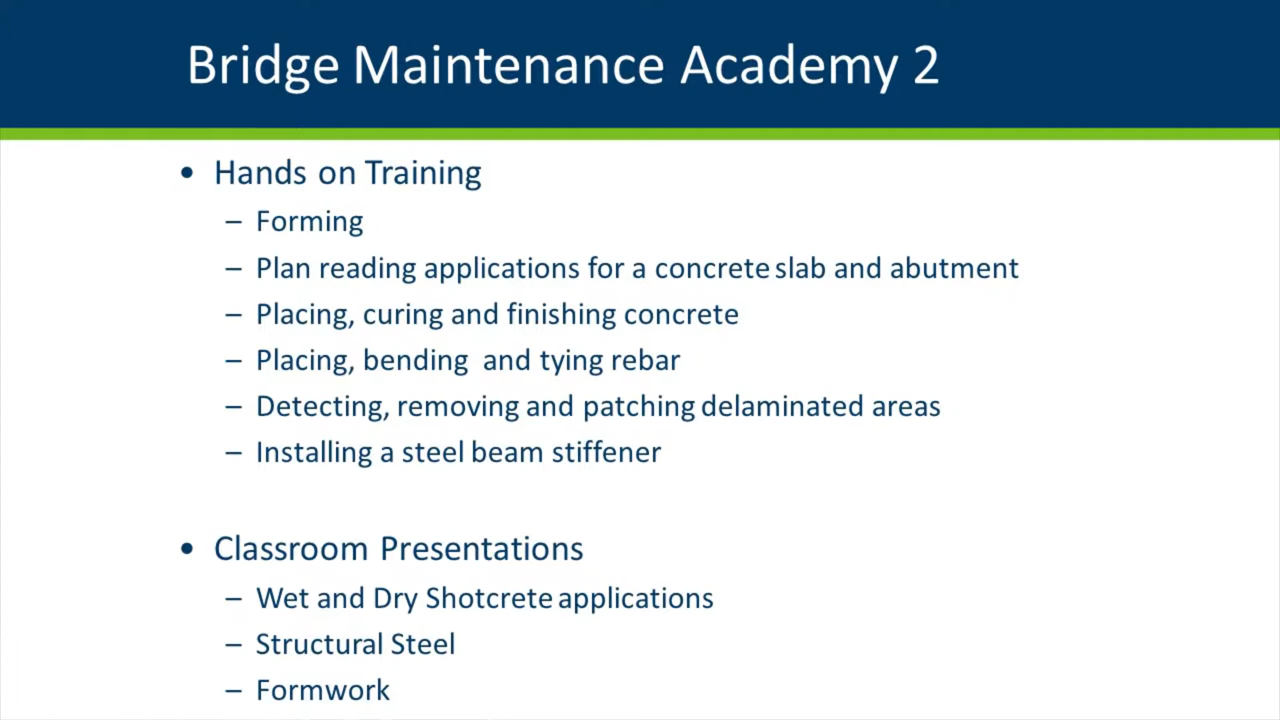 Bridge Maintenance Academy 2
• Hands on Training
– Forming
– Plan reading applications for a concrete slab and abutment
– Placing, curing and finishing concrete
– Placing, bending and tying rebar
– Detecting, removing and patching delaminated areas
– Installing a steel beam stiffener
• Classroom Presentations
– Wet and Dry Shotcrete applications
– Structural Steel
– Formwork